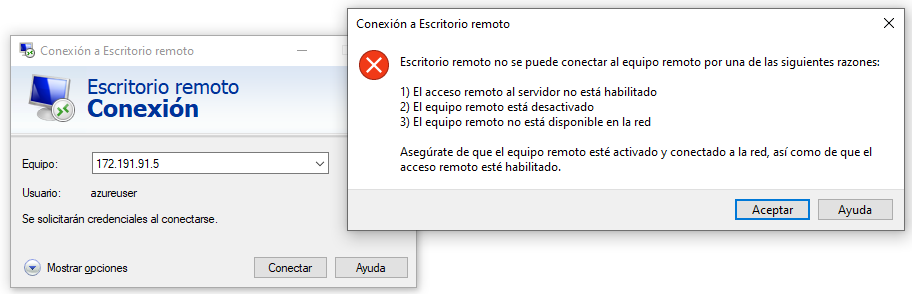 Conexión a Escritorio remoto
Escritorio remoto
Conexión
Equipo:
172.191.91.5
Usuario:
azureuser
Se solicitarán credenciales al conectarse.
Mostrar opciones
Conectar
Ayuda
Conexión a Escritorio remoto
Escritorio remoto no se puede conectar al equipo remoto por una de las siguientes razones:
1) El acceso remoto al servidor no está habilitado
2) El equipo remoto está desactivado
3) El equipo remoto no está disponible en la red
Asegúrate de que el equipo remoto esté activado y conectado a la red, así como de que el
acceso remoto esté habilitado.
Aceptar
Ayuda